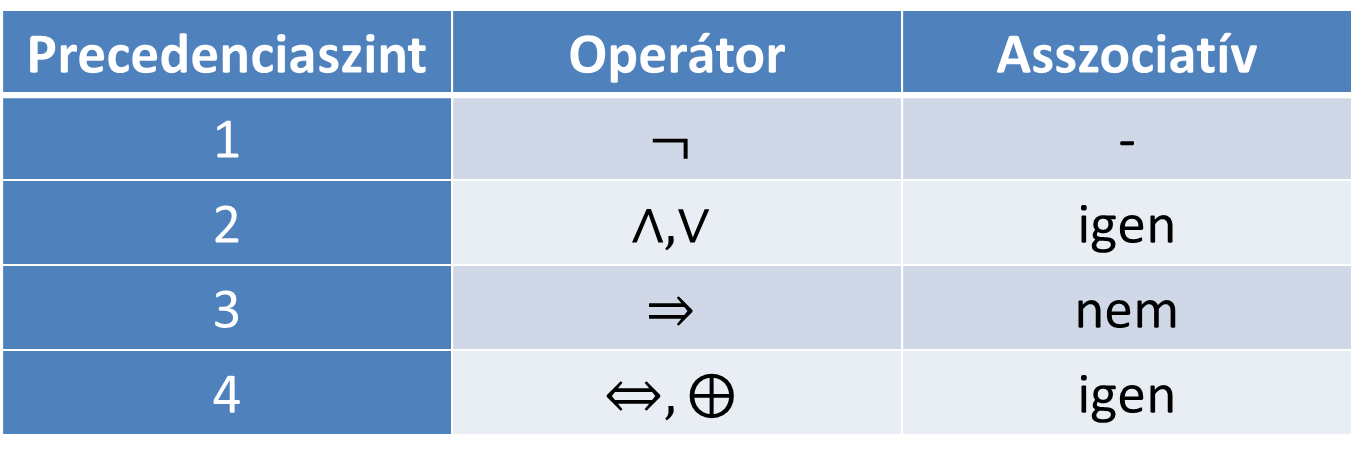 Precedenciaszint Operátor Asszociatív
1 ¬ -
2 ∧,∨ igen
3 ⇒ nem
4 ⇔, ⊕ igen